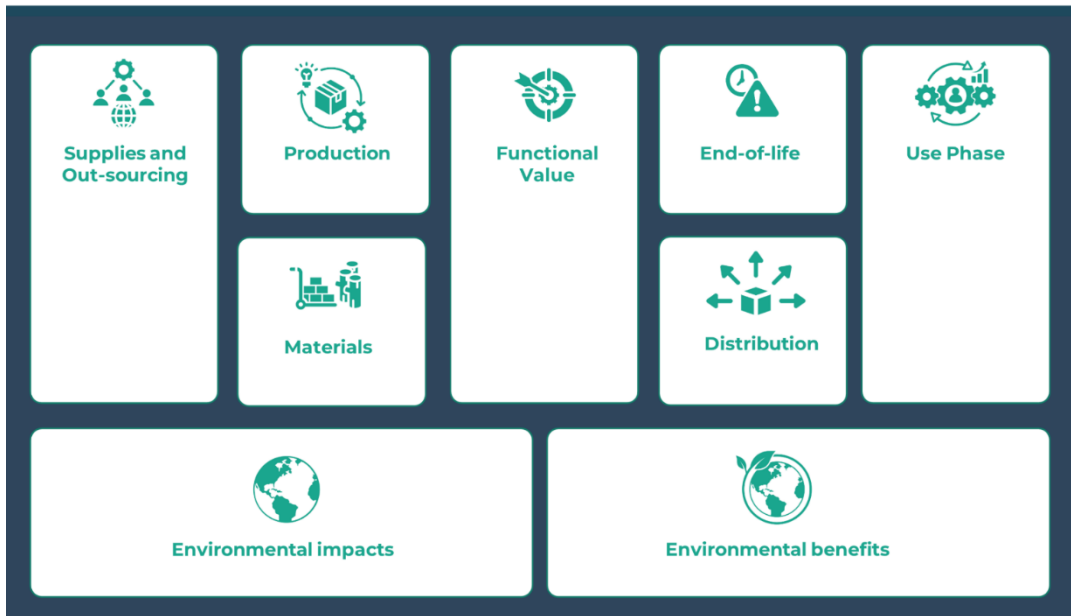 Supplies and
Out-sourcing
Production
Materials
Functional
Value
End-of-life
Distribution
Use Phase
Environmental impacts
Environmental benefits